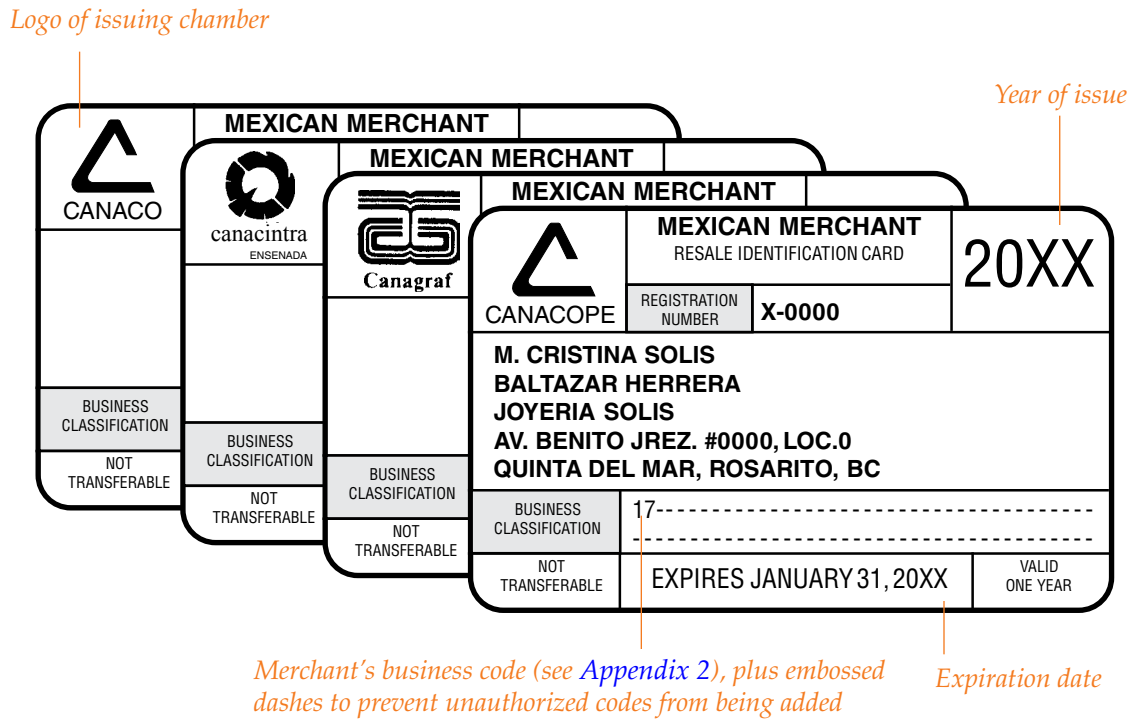 Logo of issuing chamber
Year of issue
MEXICAN MERCHANT
CANACO
BUSINESS
CLASSIFICATION
NOT
TRANSFERABLE
MEXICAN MERCHANT
canacintra
ENSENADA
BUSINESS
CLASSIFICATION
NOT
TRANSFERABLE
MEXICAN MERCHANT
Canagraf
BUSINESS
CLASSIFICATION
NOT
TRANSFERABLE
CANACOPE
MEXICAN MERCHANT
RESALE IDENTIFICATION CARD
20XX
REGISTRATION
NUMBER
X-0000
M. CRISTINA SOLIS
BALTAZAR HERRERA
JOYERIA SOLIS
AV. BENITO JREZ. #0000, LOC.0
QUINTA DEL MAR, ROSARITO, BC
BUSINESS
CLASSIFICATION
17--------------------------------
---------------------------------
NOT
TRANSFERABLE
EXPIRES JANUARY 31, 20XX
VALID
ONE YEAR
Merchant's business code (see Appendix 2), plus embossed
dashes to prevent unauthorized codes from being added
Expiration date